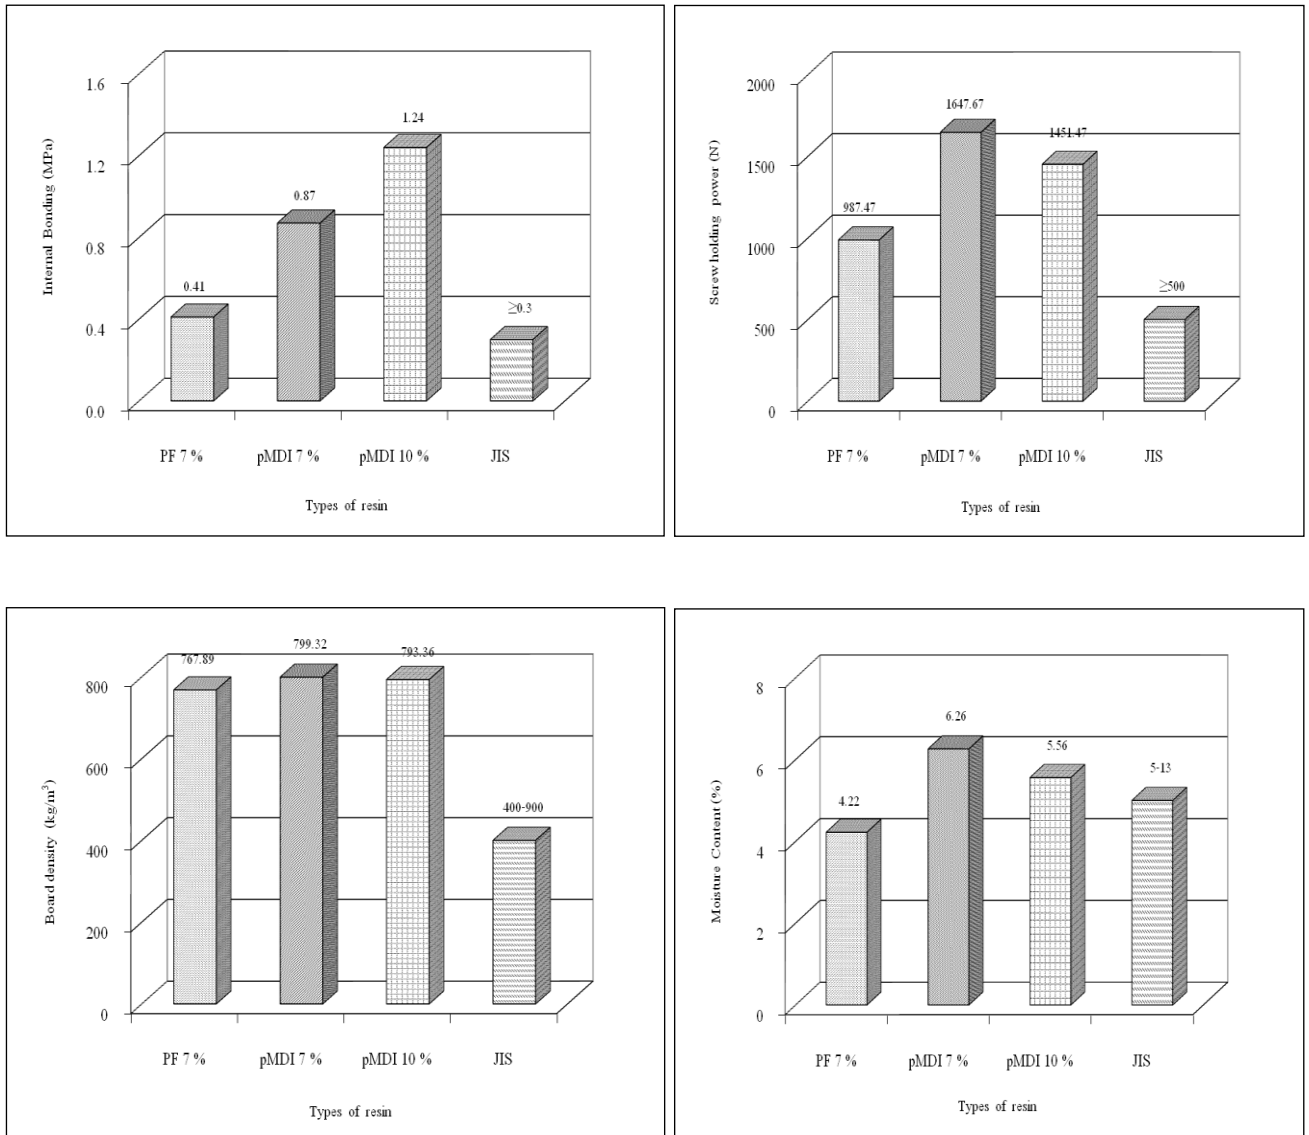 1.6
1.2
0.8
0.4
0.0
Internal Bonding (MPa)
0.41
0.87
1.24
≥0.3
PF 7 %
pMDI 7 %
pMDI 10 %
JIS
Types of resin
2000
1500
1000
500
0
Screw holding power (N)
987.47
1647.67
1451.47
≥500
PF 7 %
pMDI 7 %
pMDI 10 %
JIS
Types of resin
800
600
400
200
0
Board density (kg/m³)
767.89
799.32
793.36
400-900
PF 7 %
pMDI 7 %
pMDI 10 %
JIS
Types of resin
8
6
4
2
0
Moisture Content (%)
4.22
6.26
5.56
5-13
PF 7 %
pMDI 7 %
pMDI 10 %
JIS
Types of resin